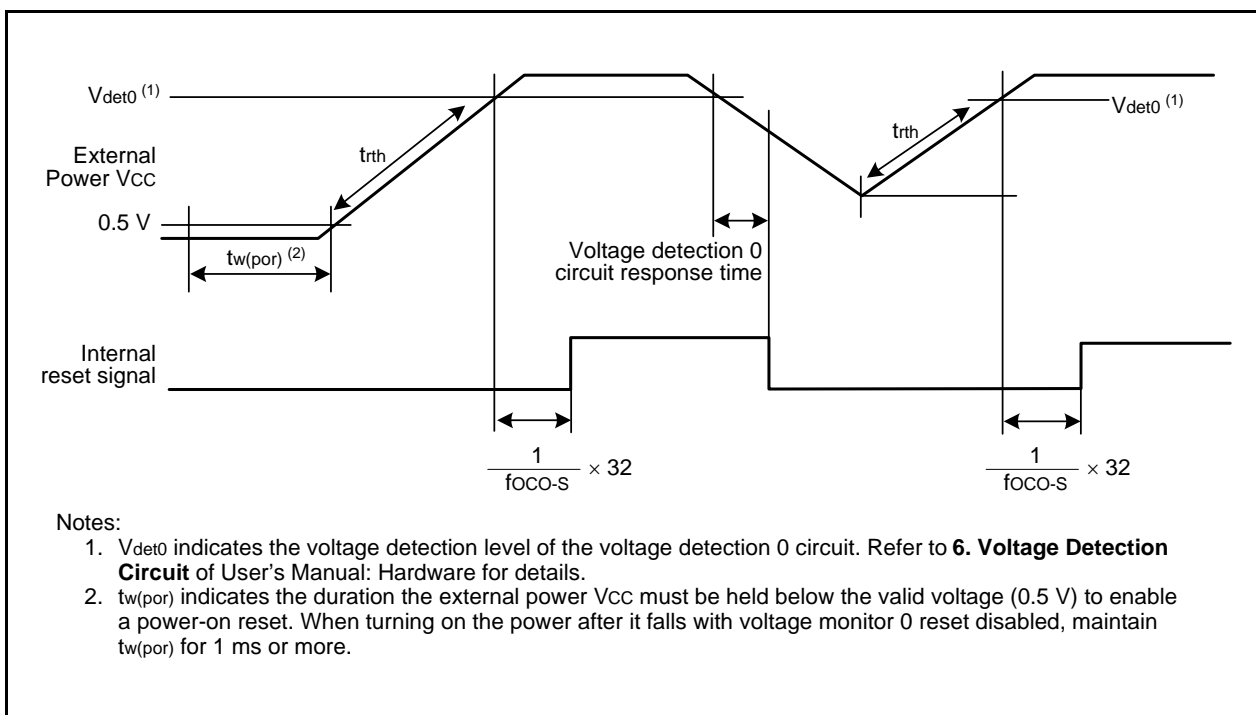 Vdet0 (1)
Vdet0 (1)
trth
trth
External
Power VCC
0.5 V
tw(por) (2)
Voltage detection 0
circuit response time
Internal
reset signal
1
fOCO-S
× 32
1
fOCO-S
× 32
Notes:
1. Vdet0 indicates the voltage detection level of the voltage detection 0 circuit. Refer to 6. Voltage Detection
Circuit of User's Manual: Hardware for details.
2. tw(por) indicates the duration the external power VCC must be held below the valid voltage (0.5 V) to enable
a power-on reset. When turning on the power after it falls with voltage monitor 0 reset disabled, maintain
tw(por) for 1 ms or more.